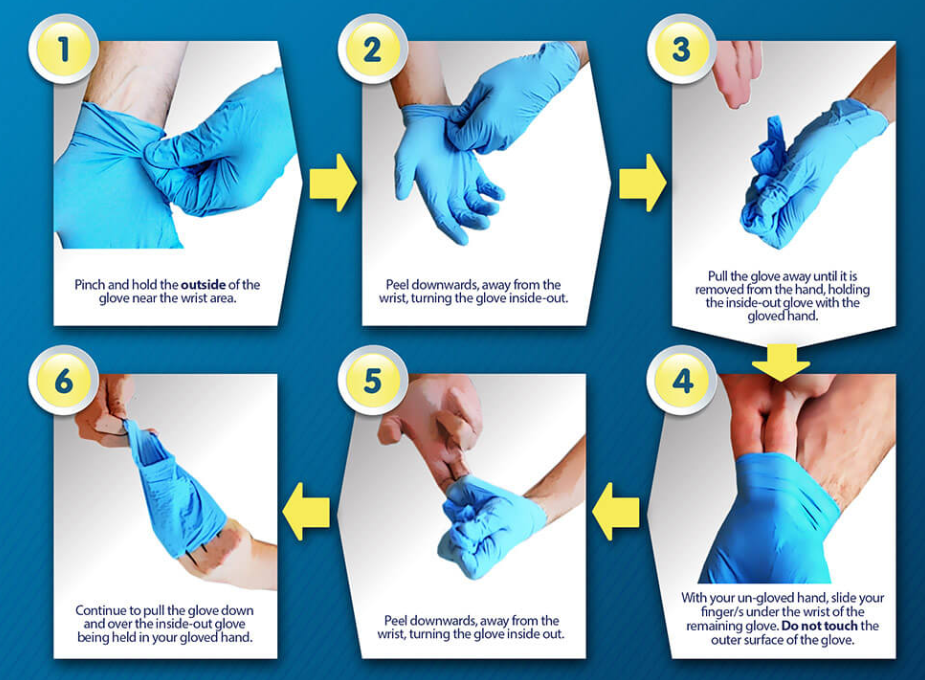 1
Pinch and hold the outside of the
glove near the wrist area.
2
Peel downwards, away from the
wrist, turning the glove inside-out.
3
Pull the glove away until it is
removed from the hand, holding
the inside-out glove with the
gloved hand.
4
With your un-gloved hand, slide your
finger/s under the wrist of the
remaining glove. Do not touch the
outer surface of the glove.
5
Peel downwards, away from the
wrist, turning the glove inside out.
6
Continue to pull the glove down
and over the inside-out glove
being held in your gloved hand.